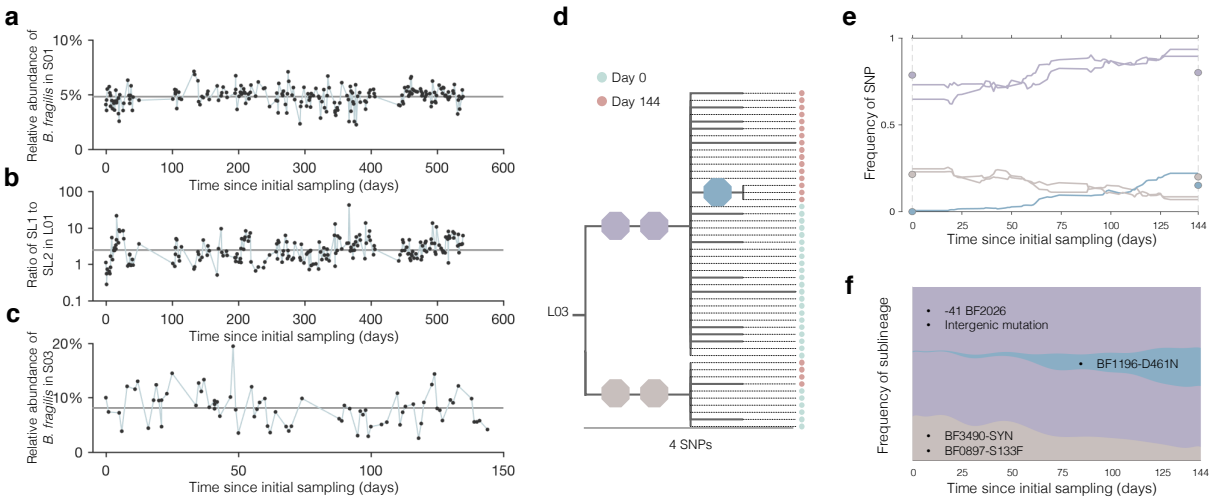 a
Relative abundance of
B. fragilis in S01
10%
5%
0
0 100 200 300 400 500 600
Time since initial sampling (days)
b
Ratio of SL1 to
SL2 in L01
100
10
1
0.1
0 100 200 300 400 500 600
Time since initial sampling (days)
c
Relative abundance of
B. fragilis in S03
20%
10%
0
0 50 100 150
Time since initial sampling (days)
d
Day 0
Day 144
L03
4 SNPs
e
Frequency of SNP
1
0.5
0
0 25 50 75 100 125 144
Time since initial sampling (days)
f
Frequency of sublineage
• -41 BF2026
• Intergenic mutation
• BF1196-D461N
• BF3490-SYN
• BF0897-S133F
0 25 50 75 100 125 144
Time since initial sampling (days)